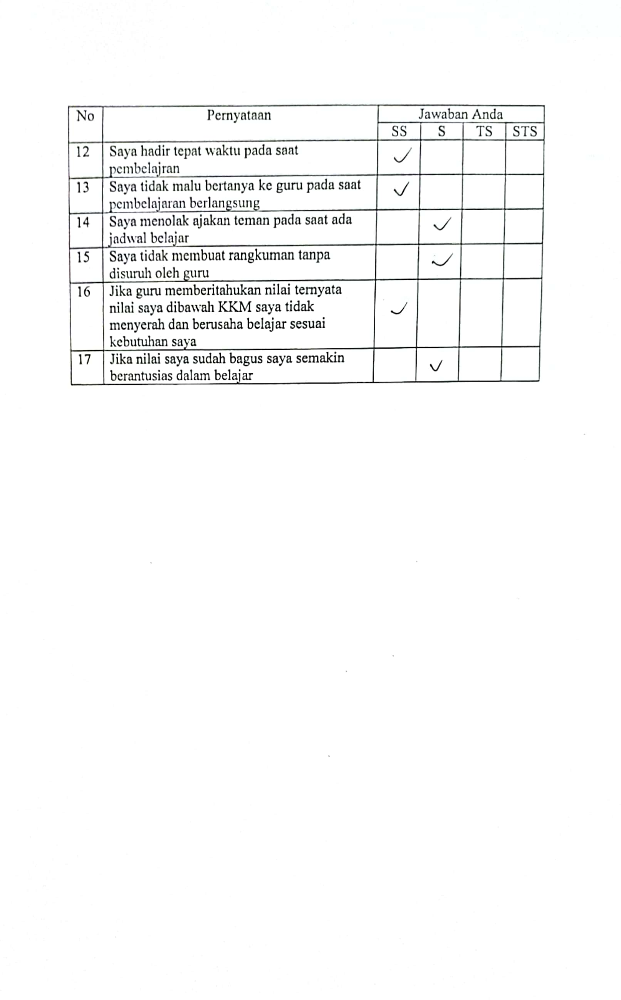 No Pernyataan Jawaban Anda
SS S TS STS
12 Saya hadir tepat waktu pada saat ✓
pembelajran
13 Saya tidak malu bertanya ke guru pada saat ✓
pembelajaran berlangsung
14 Saya menolak ajakan teman pada saat ada ✓
jadwal belajar
15 Saya tidak membuat rangkuman tanpa ✓
disuruh oleh guru
16 Jika guru memberitahukan nilai ternyata
nilai saya dibawah KKM saya tidak ✓
menyerah dan berusaha belajar sesuai
kebutuhan saya
17 Jika nilai saya sudah bagus saya semakin ✓
berantusias dalam belajar